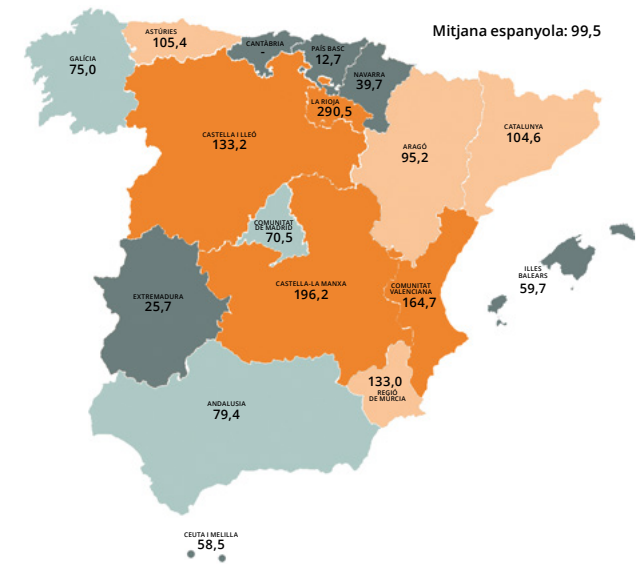 Mitjana espanyola: 99,5
ASTÚRIES
105,4
CANTÀBRIA
-
PAÍS BASC
12,7
GALÍCIA
75,0
NAVARRA
39,7
LA RIOJA
290,5
CASTELLA I LLEÓ
133,2
ARAGÓ
95,2
CATALUNYA
104,6
COMUNITAT
DE MADRID
70,5
ILLES
BALEARS
59,7
EXTREMADURA
25,7
CASTELLA-LA MANXA
196,2
COMUNITAT
VALENCIANA
164,7
133,0
REGIÓ
DE MÚRCIA
ANDALUSIA
79,4
CEUTA I MELILLA
58,5